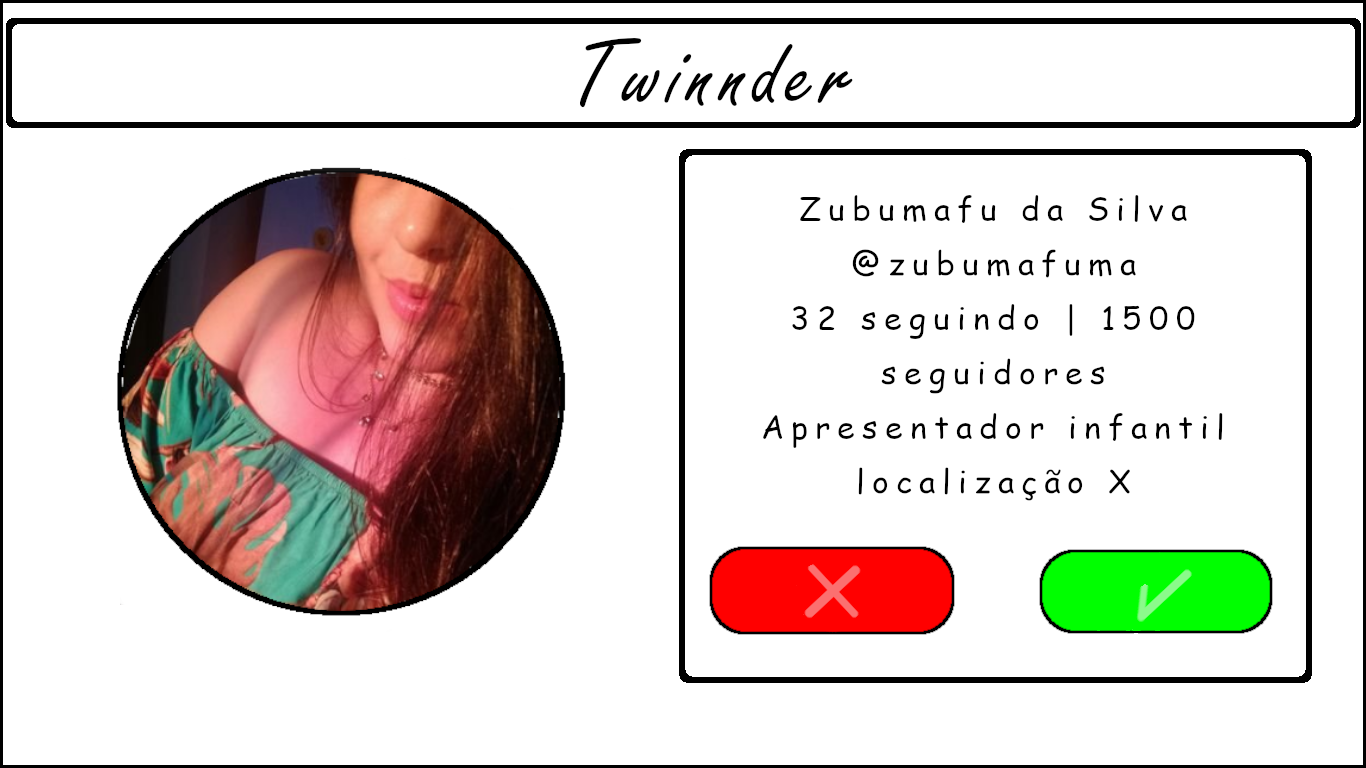 Twinnder
Zubumafu da Silva
@zubumafuma
32 seguindo | 1500
seguidores
Apresentador infantil
localização X